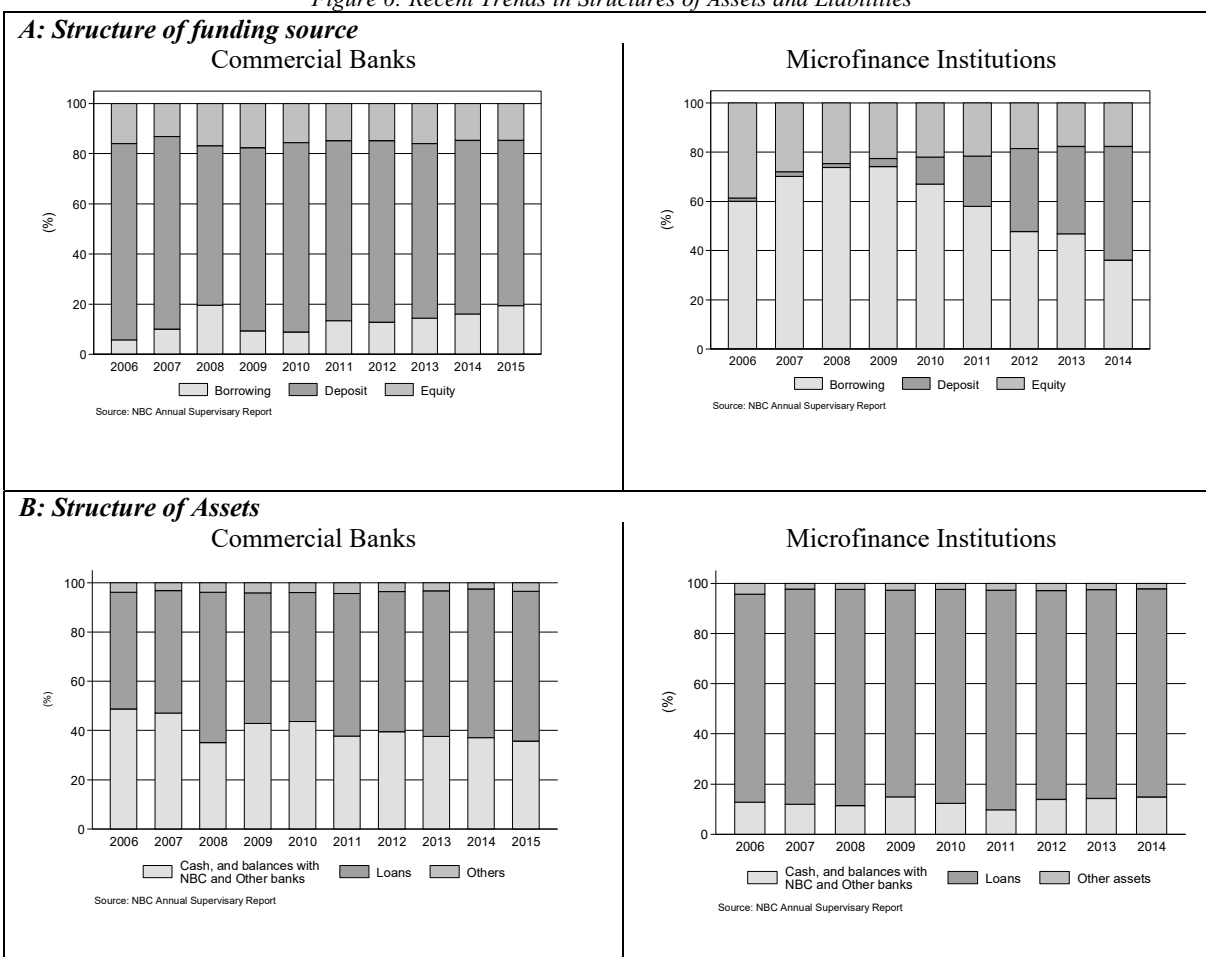 Figure 6: Recent Trends in Structures of Assets and Liabilities
A: Structure of funding source
Commercial Banks
100
80
60
40
20
0
(%)
2006 2007 2008 2009 2010 2011 2012 2013 2014 2015
Borrowing Deposit Equity
Source: NBC Annual Supervisary Report
Microfinance Institutions
100
80
60
40
20
0
(%)
2006 2007 2008 2009 2010 2011 2012 2013 2014
Borrowing Deposit Equity
Source: NBC Annual Supervisary Report
B: Structure of Assets
Commercial Banks
100
80
60
40
20
0
(%)
2006 2007 2008 2009 2010 2011 2012 2013 2014 2015
Cash, and balances with
NBC and Other banks Loans Others
Source: NBC Annual Supervisary Report
Microfinance Institutions
100
80
60
40
20
0
(%)
2006 2007 2008 2009 2010 2011 2012 2013 2014
Cash, and balances with
NBC and Other banks Loans Other assets
Source: NBC Annual Supervisary Report